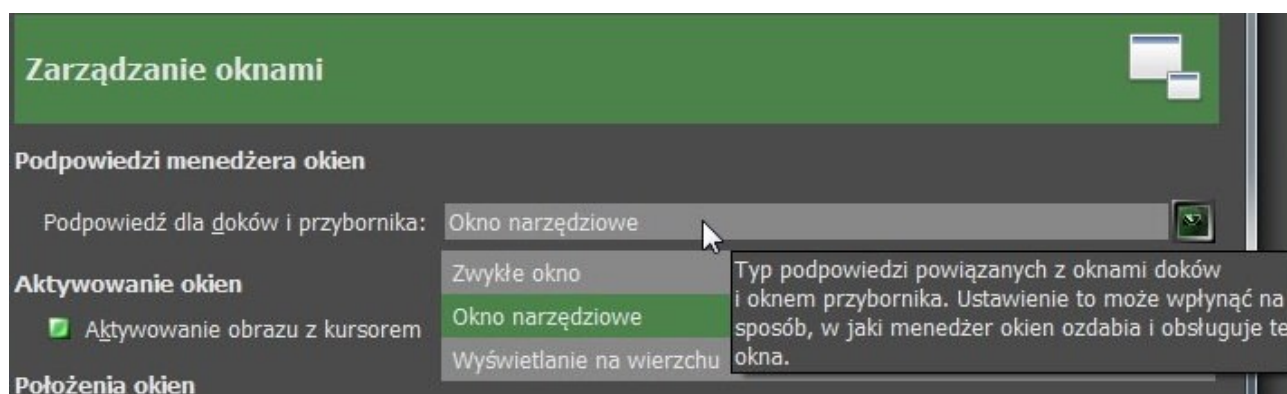 Zarządzanie oknami
Podpowiedzi menedżera okien
Podpowiedź dla doków i przybornika: Okno narzędziowe
Zwykłe okno
Aktywowanie okien
Okno narzędziowe
Aktywowanie obrazu z kursorem
Wyświetlanie na wierzchu
Typ podpowiedzi powiązanych z oknami doków
i oknem przybornika. Ustawienie to może wpłynąć na
sposób, w jaki menedżer okien ozdabia i obsługuje te
okna.
Położenia okien